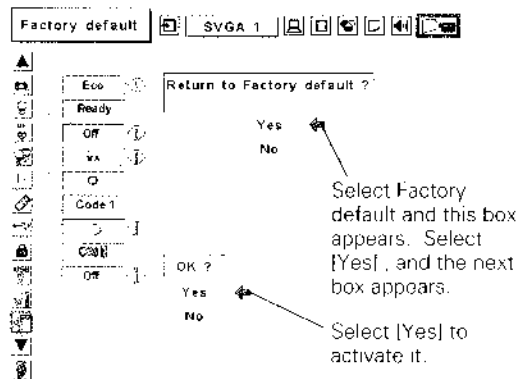 Factory default
SVGA 1
Eco
Ready
Off
Code 1
Off
Return to Factory default ?
Yes
No
Select Factory
default and this box
appears. Select
[Yes], and the next
box appears.
OK ?
Yes
No
Select [Yes] to
activate it.